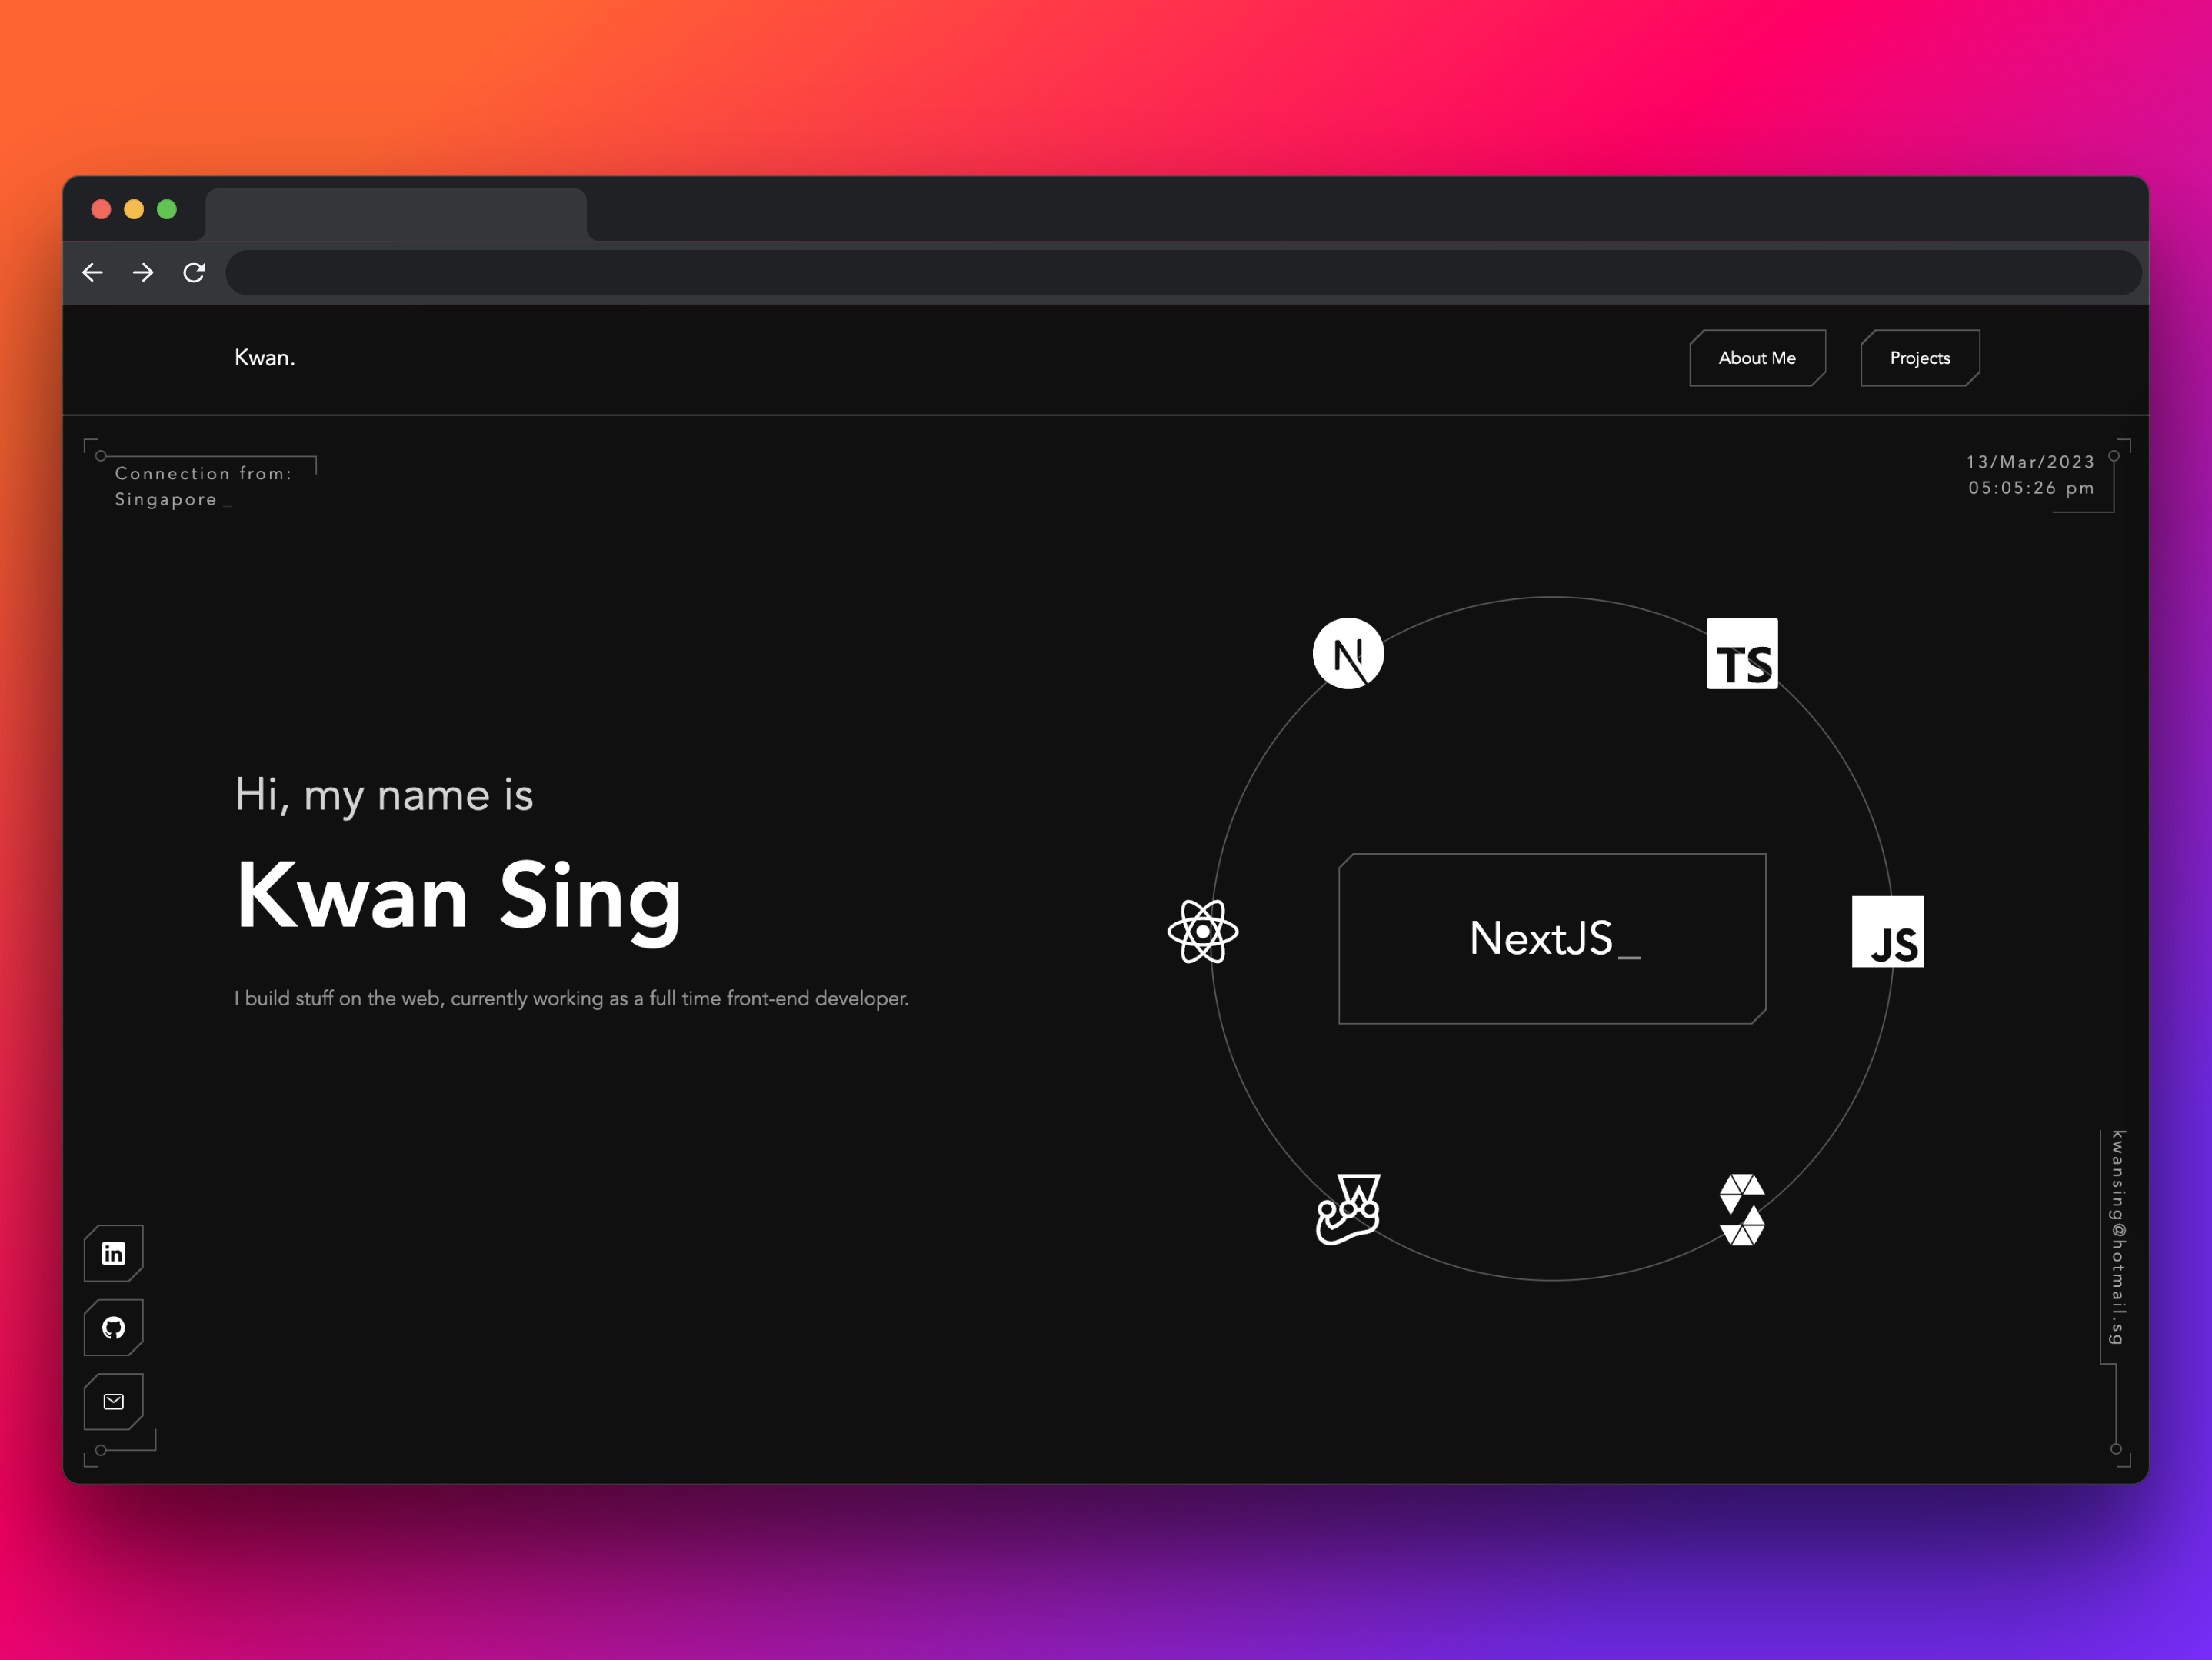 Kwan.
About Me
Projects
Connection from:
Singapore _
13/Mar/2023
05:05:26 pm
N
TS
Hi, my name is
Kwan Sing
I build stuff on the web, currently working as a full time front-end developer.
NextJS_
JS
in
kwansing@hotmail.sg